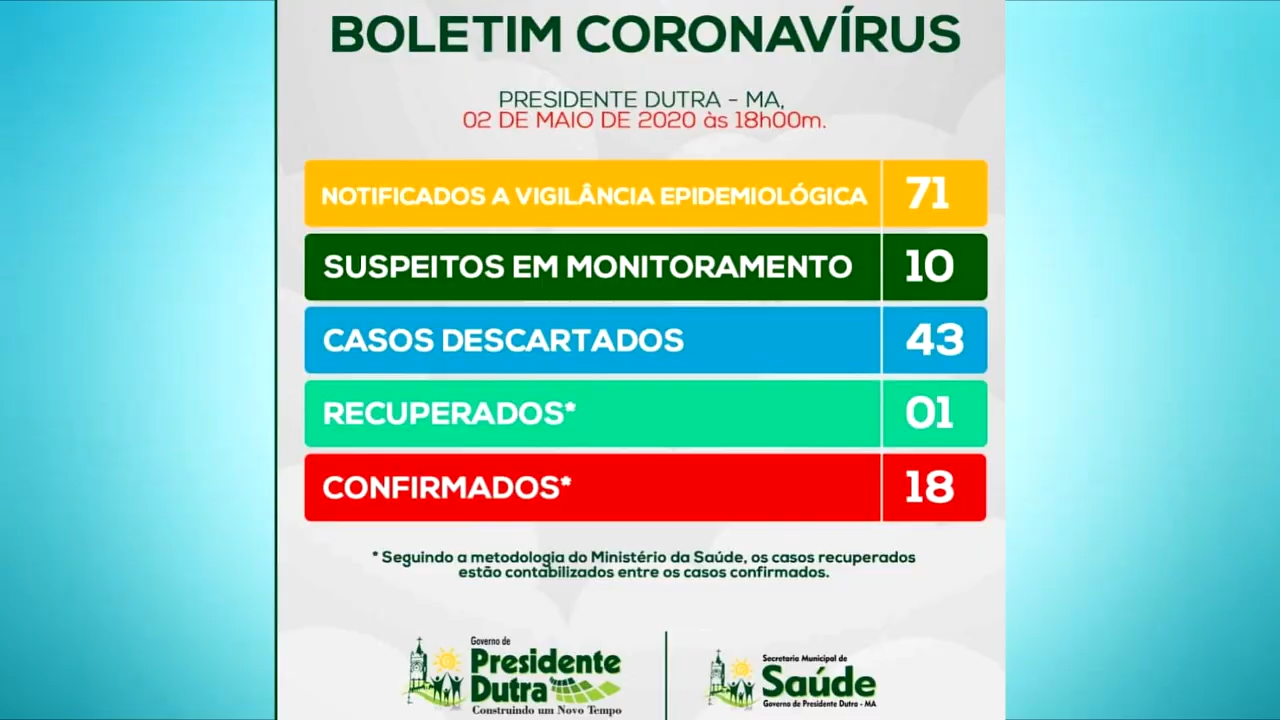 BOLETIM CORONAVÍRUS
PRESIDENTE DUTRA - MA,
02 DE MAIO DE 2020 às 18h00m.
NOTIFICADOS A VIGILÂNCIA EPIDEMIOLÓGICA 71
SUSPEITOS EM MONITORAMENTO 10
CASOS DESCARTADOS 43
RECUPERADOS* 01
CONFIRMADOS* 18
* Seguindo a metodologia do Ministério da Saúde, os casos recuperados
estão contabilizados entre os casos confirmados.
Governo de
Presidente
Dutra
Construindo um Novo Tempo
Secretaria Municipal de
Saúde
Governo de Presidente Dutra - MA